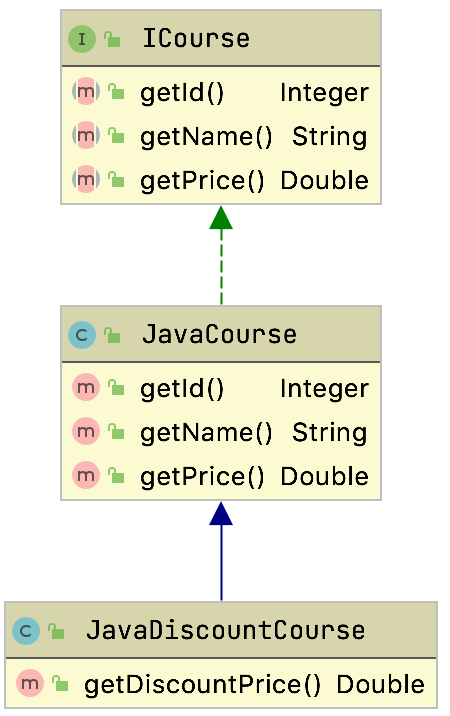 I ICourse
m getId() Integer
m getName() String
m getPrice() Double
C JavaCourse
m getId() Integer
m getName() String
m getPrice() Double
C JavaDiscountCourse
m getDiscountPrice() Double